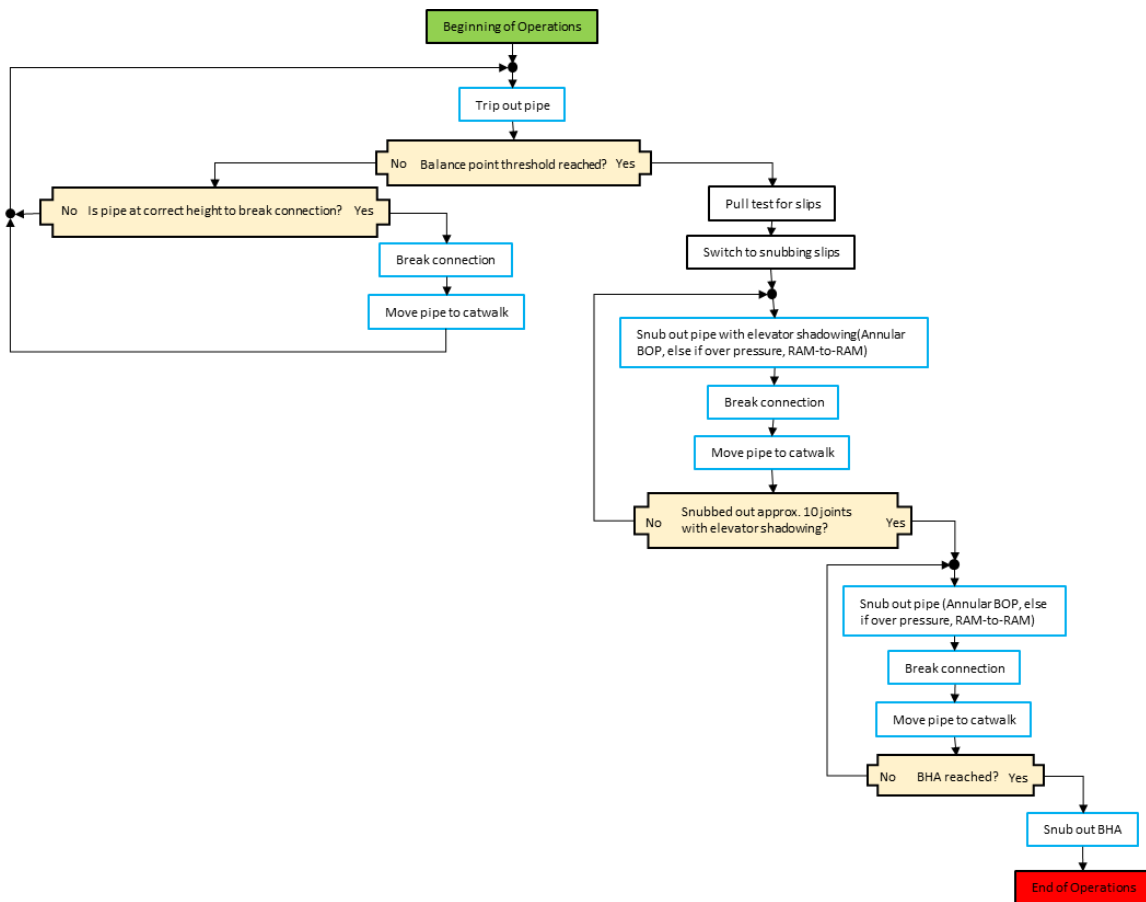 Beginning of Operations
Trip out pipe
No Balance point threshold reached? Yes
No Is pipe at correct height to break connection? Yes
Break connection
Move pipe to catwalk
Pull test for slips
Switch to snubbing slips
Snub out pipe with elevator shadowing(Annular
BOP, else if over pressure, RAM-to-RAM)
Break connection
Move pipe to catwalk
Snubbed out approx. 10 joints
No with elevator shadowing? Yes
Snub out pipe (Annular BOP, else
if over pressure, RAM-to-RAM)
Break connection
Move pipe to catwalk
No BHA reached? Yes
Snub out BHA
End of Operations